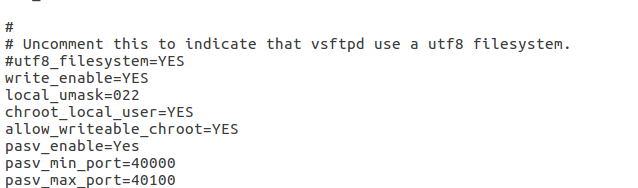 #
# Uncomment this to indicate that vsftpd use a utf8 filesystem.
#utf8_filesystem=YES
write_enable=YES
local_umask=022
chroot_local_user=YES
allow_writeable_chroot=YES
pasv_enable=Yes
pasv_min_port=40000
pasv_max_port=40100